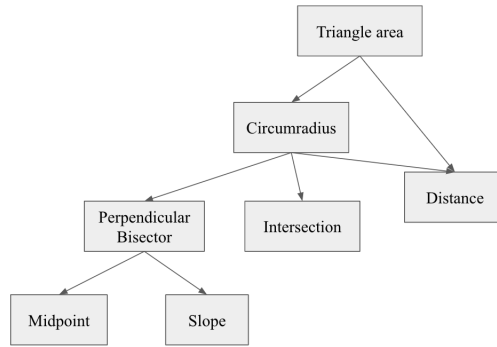 Triangle area
Circumradius
Perpendicular
Bisector
Intersection
Distance
Midpoint
Slope